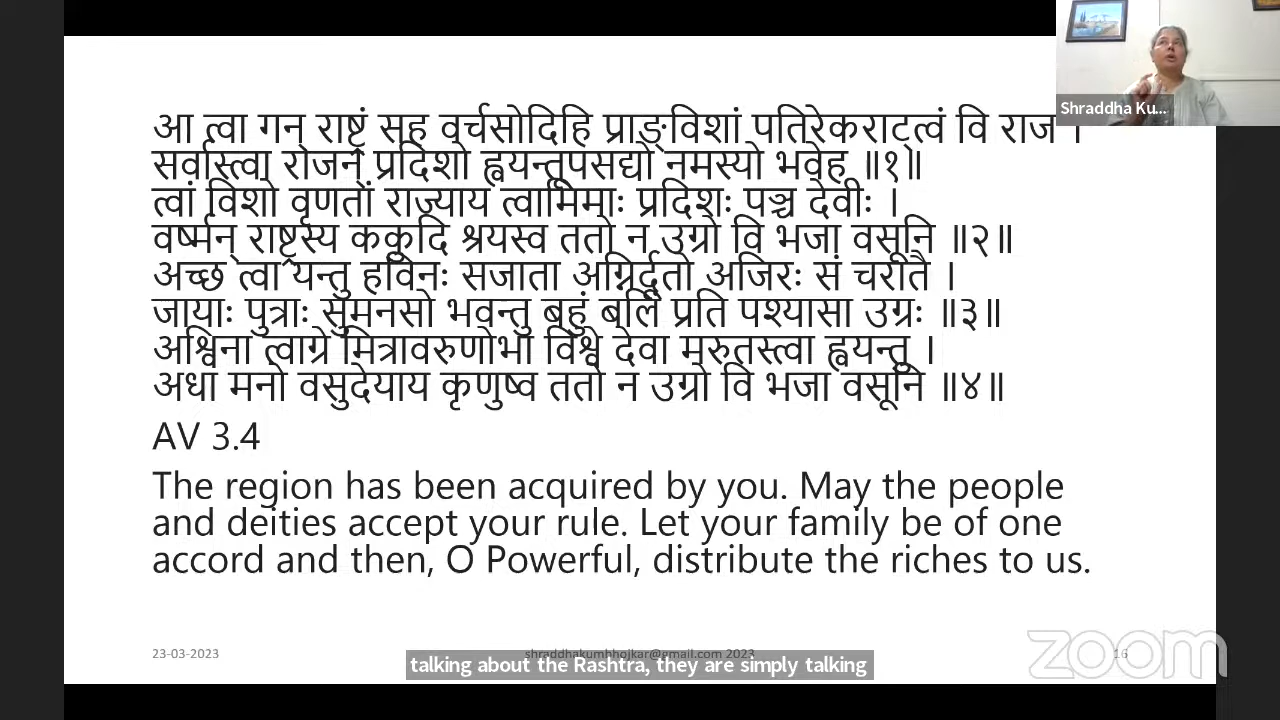 आ त्वा गन् राष्ट्रं सह वर्चसोदिहि प्राङ्विशां पतिरेकराट्त्वं वि राज ।
सर्वास्त्वा राजन् प्रदिशो ह्वयन्तूपसद्यो नमस्यो भवेह ॥१॥
त्वां विशो वृणतां राज्याय त्वामिमाः प्रदिशः पञ्च देवीः ।
वर्ष्मन् राष्ट्रस्य ककुदि श्रयस्व ततो न उग्रो वि भजा वसूनि ॥२॥
अच्छ त्वा यन्तु हविनः सजाता अग्निर्दूतो अजिरः सं चरातै ।
जायाः पुत्राः सुमनसो भवन्तु बहुं बलिं प्रति पश्यासा उग्रः ॥३॥
अश्विना त्वाग्रे मित्रावरुणोभा विश्वे देवा मरुतस्त्वा ह्वयन्तु ।
अधा मनो वसुदेयाय कृणुष्व ततो न उग्रो वि भजा वसूनि ॥४॥
AV 3.4
The region has been acquired by you. May the people
and deities accept your rule. Let your family be of one
accord and then, O Powerful, distribute the riches to us.
23-03-2023
shraddhakumbhojkar@gmail.com 2023
16
talking about the Rashtra, they are simply talking
Shraddha Ku...
zoom